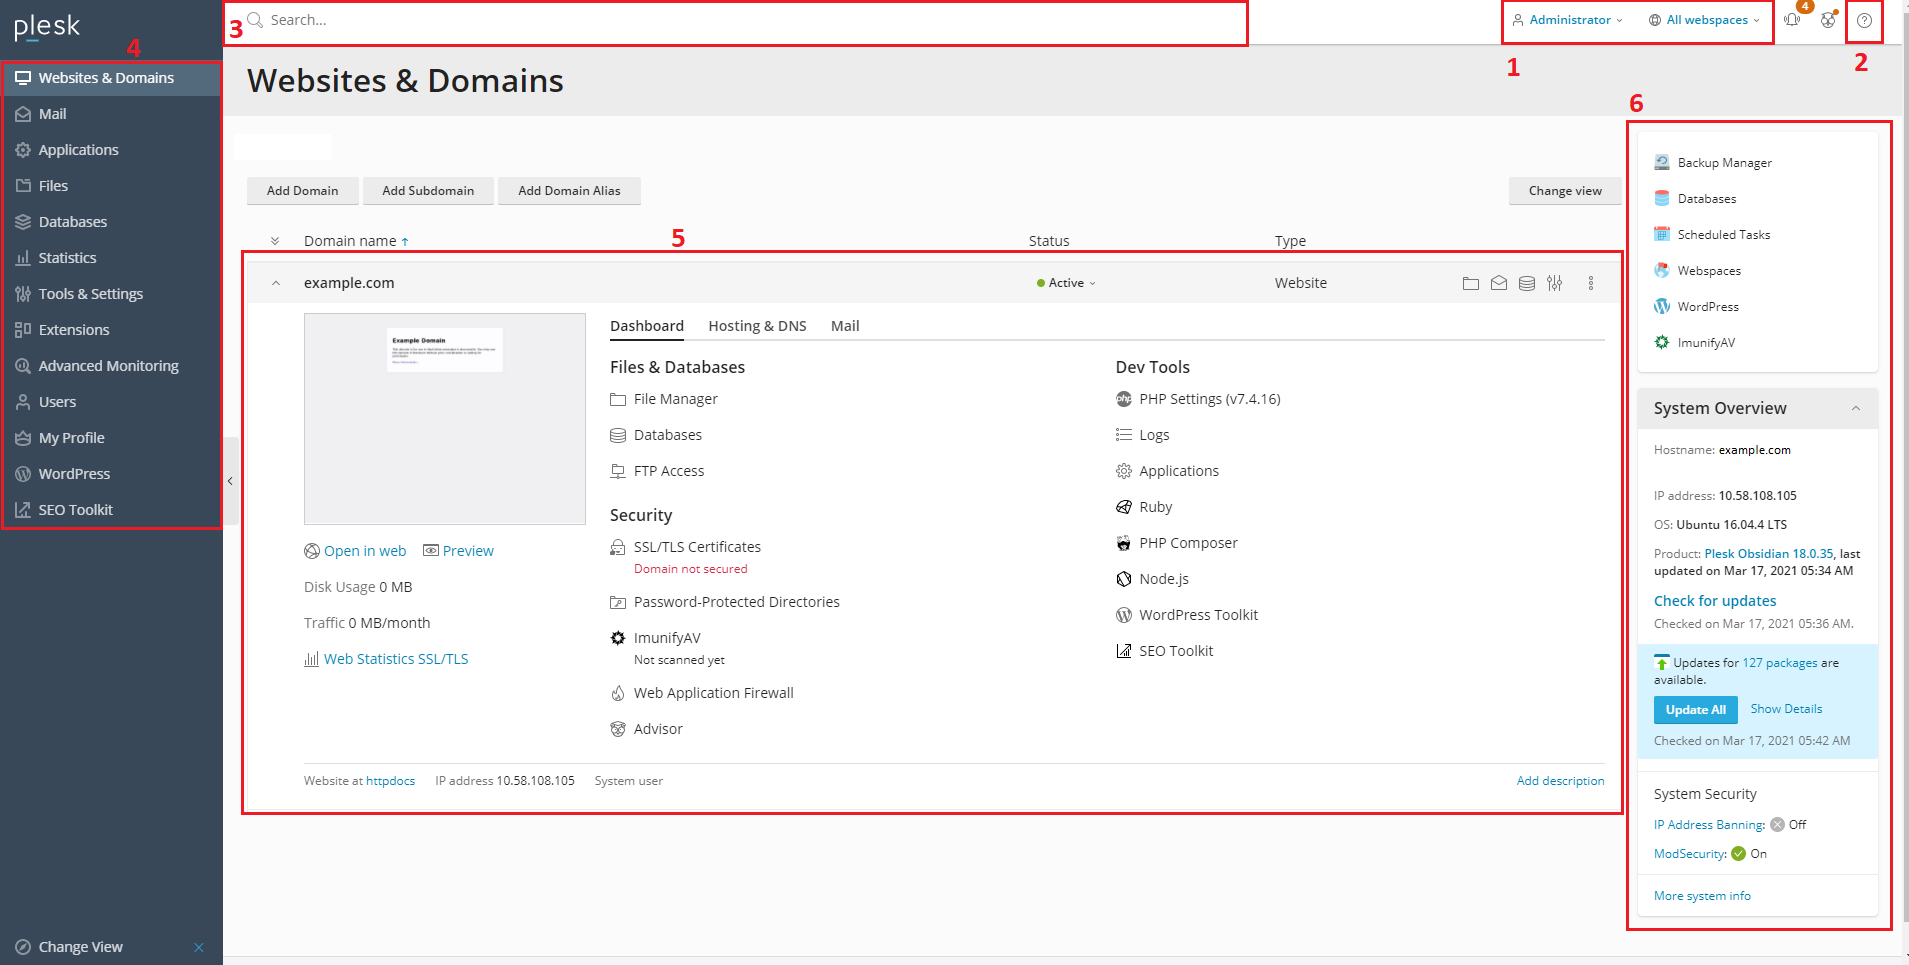 plesk
3
Search...
Administrator
All webspaces
4
1
2
4
Websites & Domains
Mail
Applications
Files
Databases
Statistics
Tools & Settings
Extensions
Advanced Monitoring
Users
My Profile
WordPress
SEO Toolkit
Change View
Websites & Domains
Add Domain
Add Subdomain
Add Domain Alias
Change view
Domain name
5
Status
Type
example.com
Active
Website
Example Domain
Open in web
Preview
Disk Usage 0 MB
Traffic 0 MB/month
Web Statistics SSL/TLS
Dashboard
Hosting & DNS
Mail
Files & Databases
File Manager
Databases
FTP Access
Security
SSL/TLS Certificates
Domain not secured
Password-Protected Directories
ImunifyAV
Not scanned yet
Web Application Firewall
Advisor
Dev Tools
php
PHP Settings (v7.4.16)
Logs
Applications
Ruby
PHP Composer
Node.js
WordPress Toolkit
SEO Toolkit
Website at httpdocs
IP address 10.58.108.105
System user
Add description
6
Backup Manager
Databases
Scheduled Tasks
Webspaces
WordPress
ImunifyAV
System Overview
Hostname: example.com
IP address: 10.58.108.105
OS: Ubuntu 16.04.4 LTS
Product: Plesk Obsidian 18.0.35, last
updated on Mar 17, 2021 05:34 AM
Check for updates
Checked on Mar 17, 2021 05:36 AM.
Updates for 127 packages are
available.
Update All
Show Details
Checked on Mar 17, 2021 05:42 AM
System Security
IP Address Banning: Off
ModSecurity: On
More system info